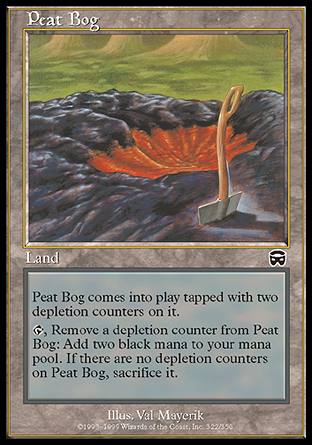 Peat Bog
Land
Peat Bog comes into play tapped with two
depletion counters on it.
, Remove a depletion counter from Peat
Bog: Add two black mana to your mana
pool. If there are no depletion counters
on Peat Bog, sacrifice it.
Illus. Val Mayerik
©1993-1999 Wizards of the Coast, Inc. 322/350